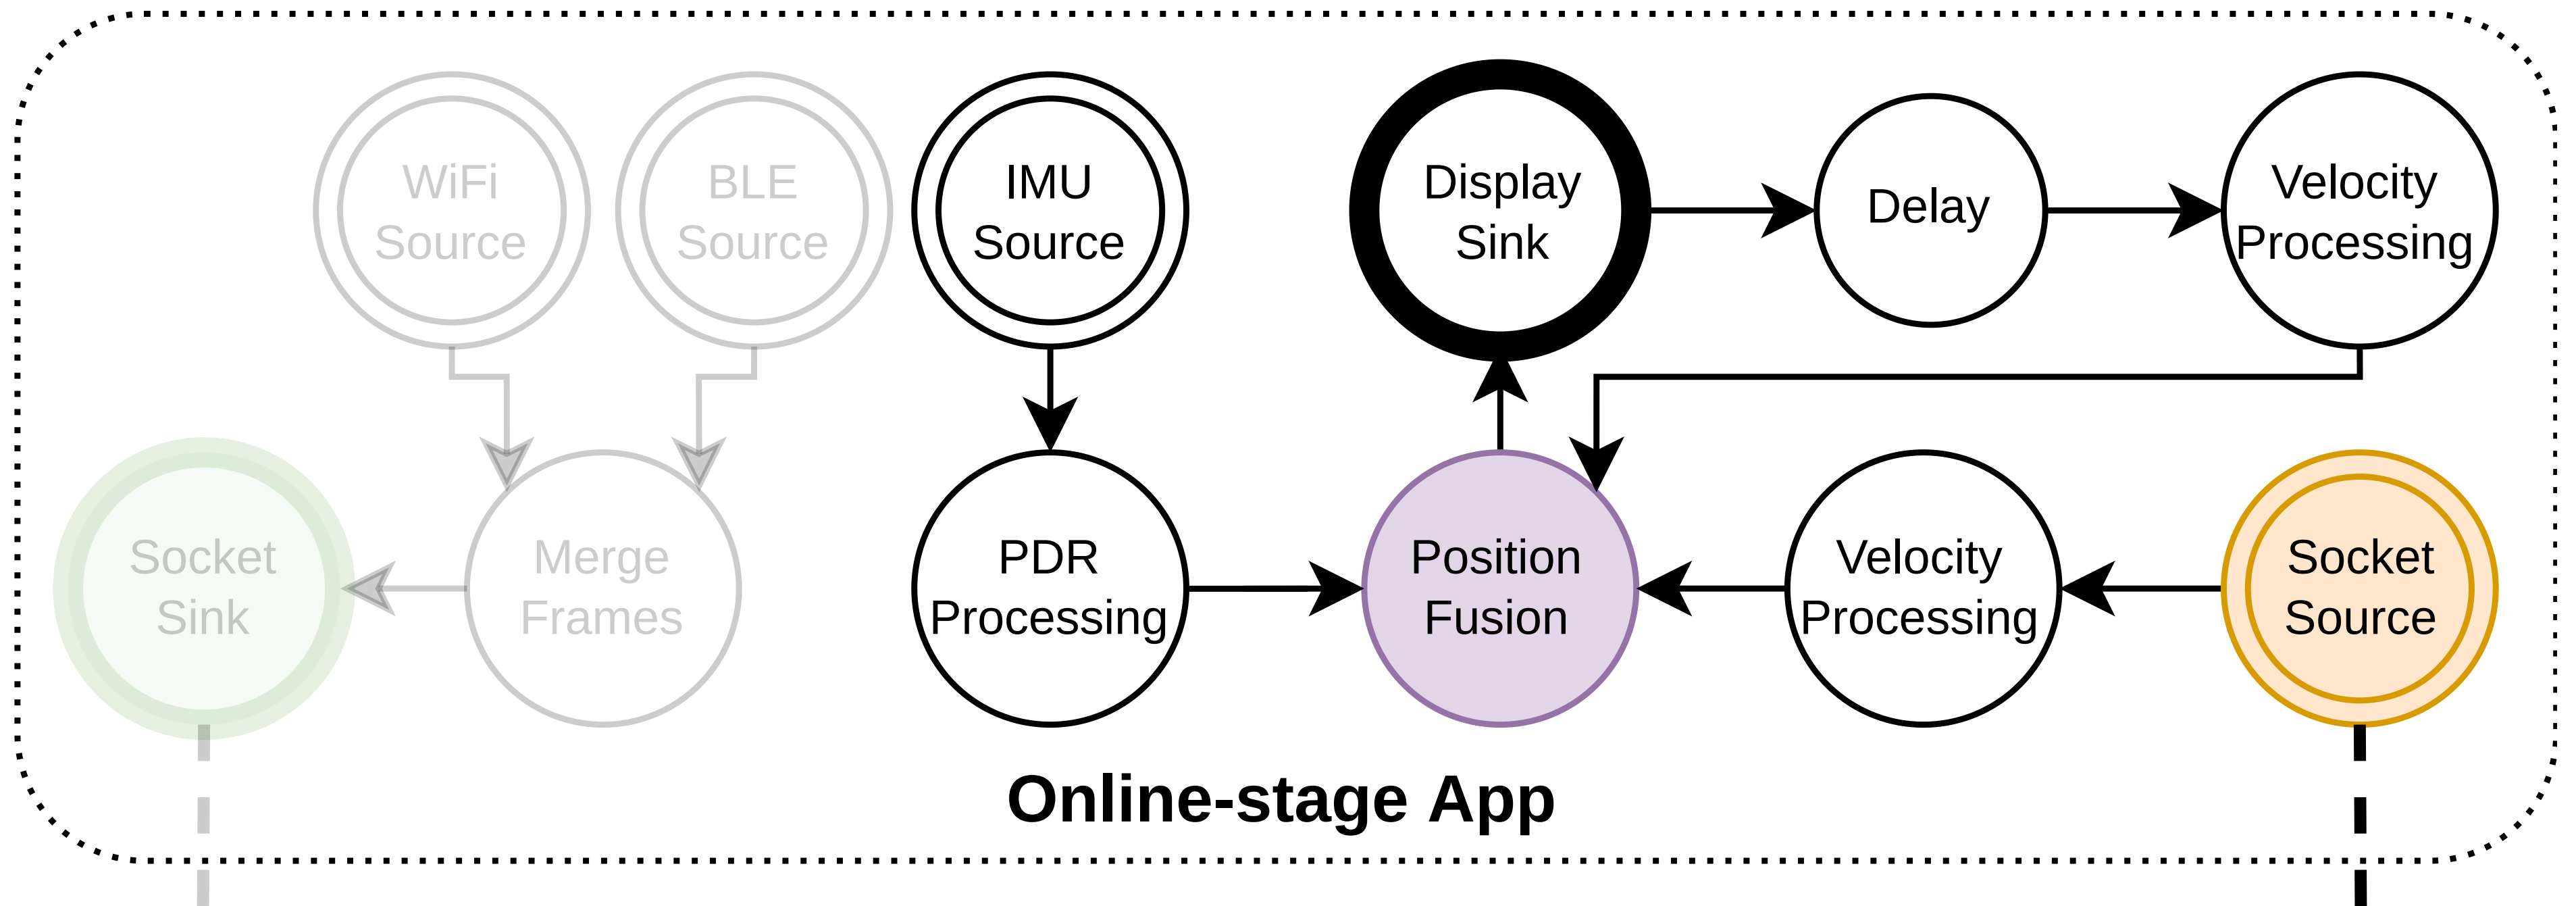 WiFi
Source
BLE
Source
IMU
Source
Display
Sink
Delay
Velocity
Processing
Socket
Sink
Merge
Frames
PDR
Processing
Position
Fusion
Velocity
Processing
Socket
Source
Online-stage App